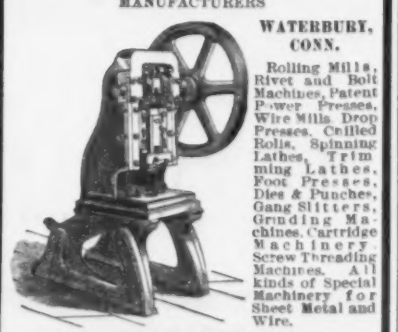 MANUFACTURERS
WATERBURY,
CONN.
Rolling Mills,
Rivet and Bolt
Machines, Patent
Power Presses,
Wire Mills Drop
Presses. Chilled
Rolls, Spinning
Lathes, Trim
ming Lathes,
Foot Presses,
Dies & Punches,
Gang Slitters,
Grinding Ma-
chines. Cartridge
Machinery.
Screw Threading
Machines. All
kinds of Special
Machinery for
Sheet Metal and
Wire.